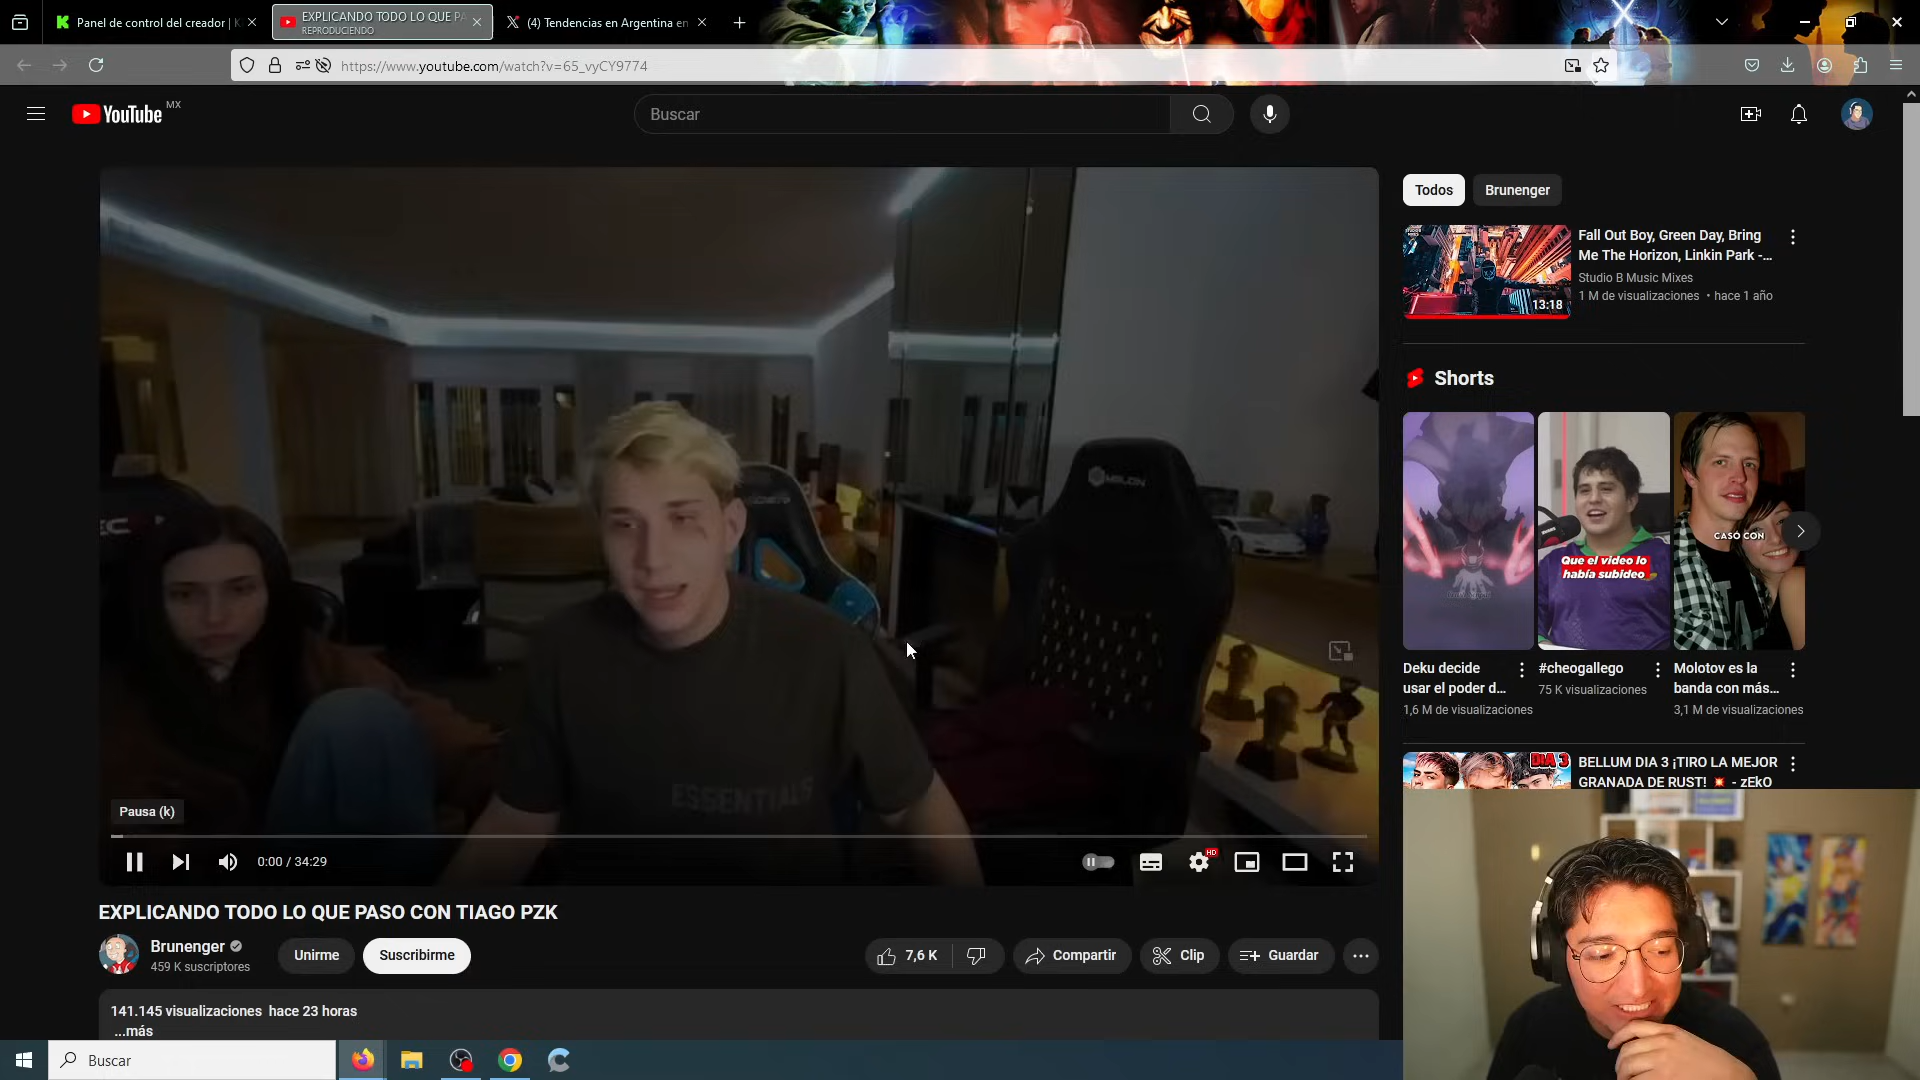 Panel de control del creador | K
EXPLICANDO TODO LO QUE PA
REPRODUCIENDO
(4) Tendencias en Argentina en
https://www.youtube.com/watch?v=65_vyCY9774
YouTube MX
Buscar
Todos
Brunenger
Fall Out Boy, Green Day, Bring
Me The Horizon, Linkin Park -...
Studio B Music Mixes
1 M de visualizaciones • hace 1 año
13:18
Shorts
CASÓ CON
Que el video lo
había subideo
Deku decide
usar el poder d...
1,6 M de visualizaciones
#cheogallego
75 K visualizaciones
Molotov es la
banda con más...
3,1 M de visualizaciones
DIA 3
BELLUM DIA 3 ¡TIRO LA MEJOR
GRANADA DE RUST! 💥 - zEkO
ESSENTIALS
Pausa (k)
0:00 / 34:29
HD
EXPLICANDO TODO LO QUE PASO CON TIAGO PZK
Brunenger
459 K suscriptores
Unirme
Suscribirme
7,6 K
Compartir
Clip
Guardar
141.145 visualizaciones hace 23 horas
...más
Buscar